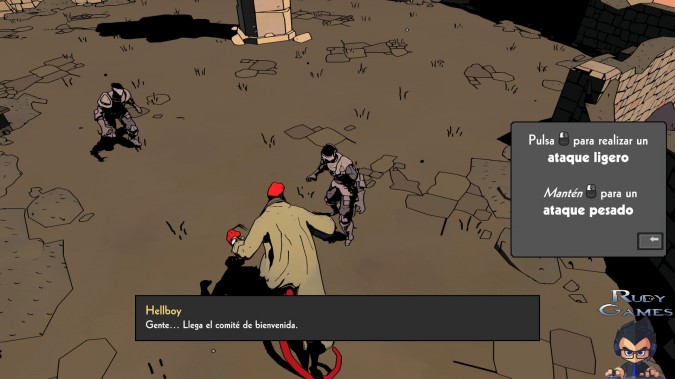 Pulsa para realizar un
ataque ligero
Mantén para un
ataque pesado
Hellboy
Gente... Llega el comité de bienvenida.
RUDY
GAMES